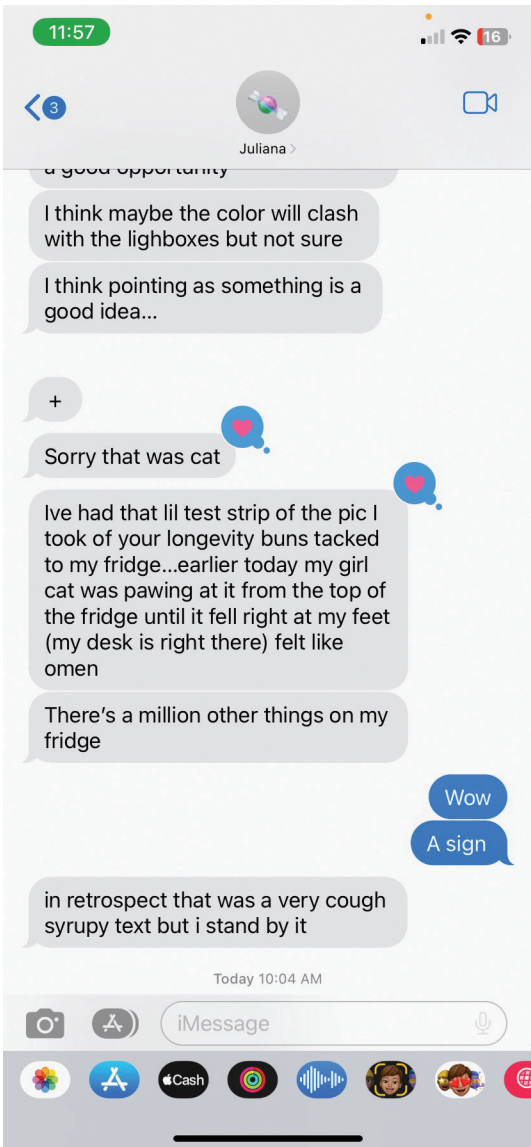 11:57
16
3
Juliana
a good opportunity
I think maybe the color will clash
with the lighboxes but not sure
I think pointing as something is a
good idea...
+
Sorry that was cat
Ive had that lil test strip of the pic I
took of your longevity buns tacked
to my fridge...earlier today my girl
cat was pawing at it from the top of
the fridge until it fell right at my feet
(my desk is right there) felt like
omen
There’s a million other things on my
fridge
Wow
A sign
in retrospect that was a very cough
syrupy text but i stand by it
Today 10:04 AM
iMessage
Cash